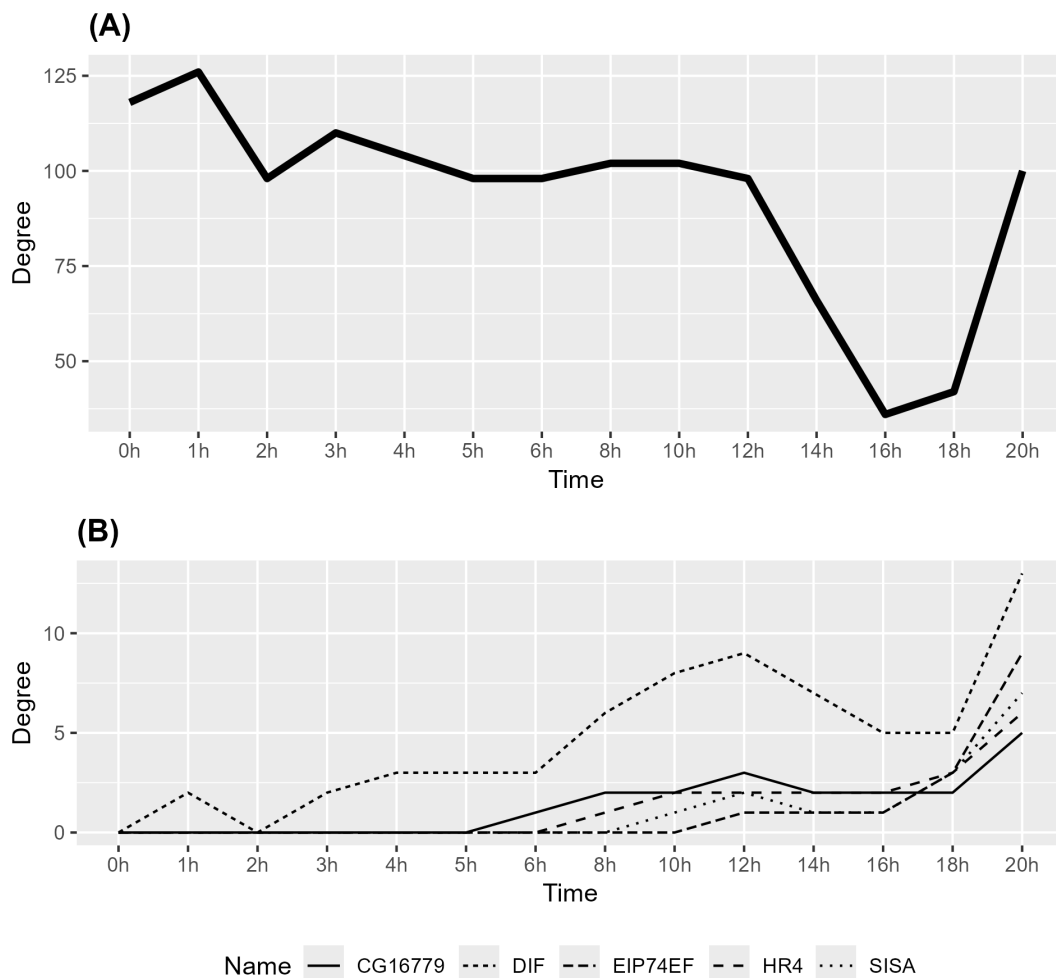 (A)
Degree
125
100
75
50
0h 1h 2h 3h 4h 5h 6h 8h 10h 12h 14h 16h 18h 20h
Time
(B)
Degree
10
5
0
0h 1h 2h 3h 4h 5h 6h 8h 10h 12h 14h 16h 18h 20h
Time
Name CG16779 DIF EIP74EF HR4 SISA